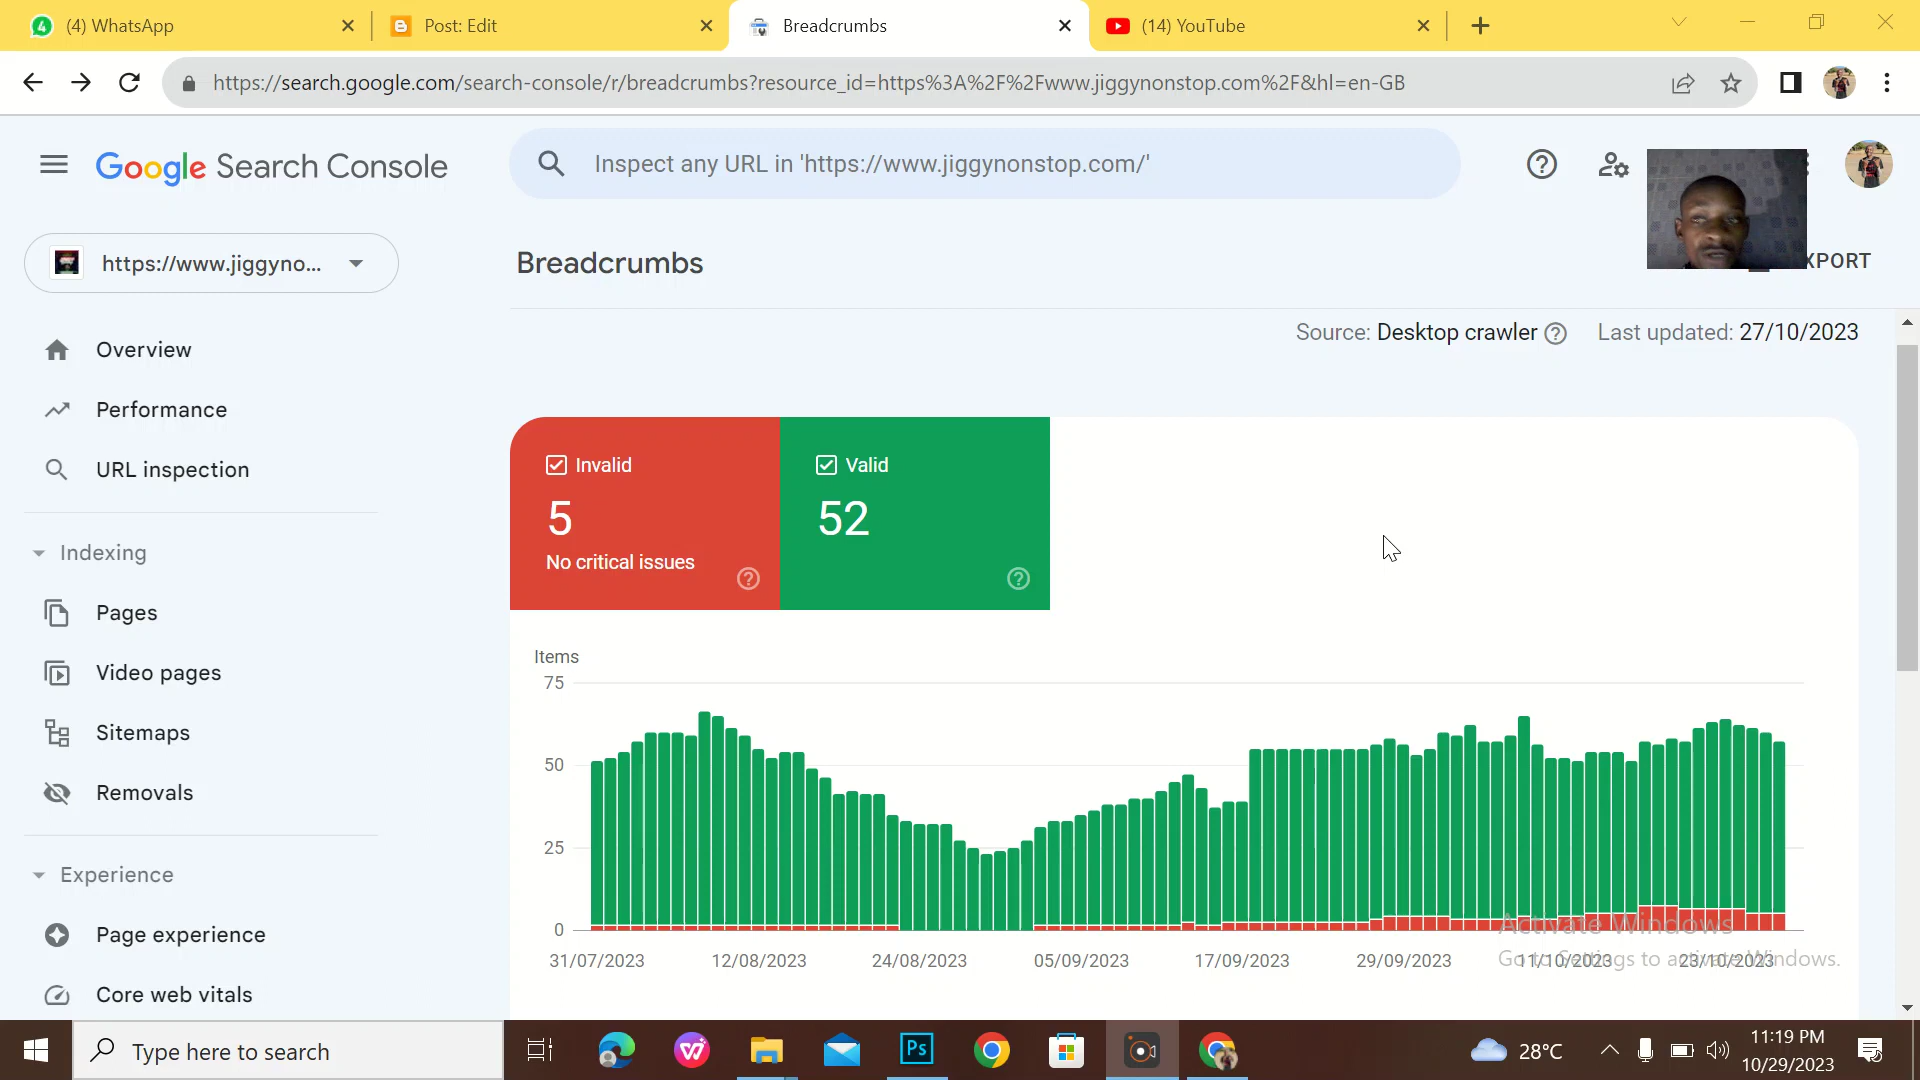 (4) WhatsApp
Post: Edit
Breadcrumbs
(14) YouTube
https://search.google.com/search-console/r/breadcrumbs?resource_id=https%3A%2F%2Fwww.jiggynonstop.com%2F&hl=en-GB
Google Search Console
Inspect any URL in 'https://www.jiggynonstop.com/'
https://www.jiggyno...
Breadcrumbs
XPORT
Source: Desktop crawler
Last updated: 27/10/2023
Overview
Performance
URL inspection
Indexing
Pages
Video pages
Sitemaps
Removals
Experience
Page experience
Core web vitals
Invalid
5
No critical issues
Valid
52
Items
75
50
25
0
31/07/2023
12/08/2023
24/08/2023
05/09/2023
17/09/2023
29/09/2023
11/10/2023
23/10/2023
Activate Windows
Go to Settings to activate Windows.
Type here to search
Ps
28°C
11:19 PM
10/29/2023